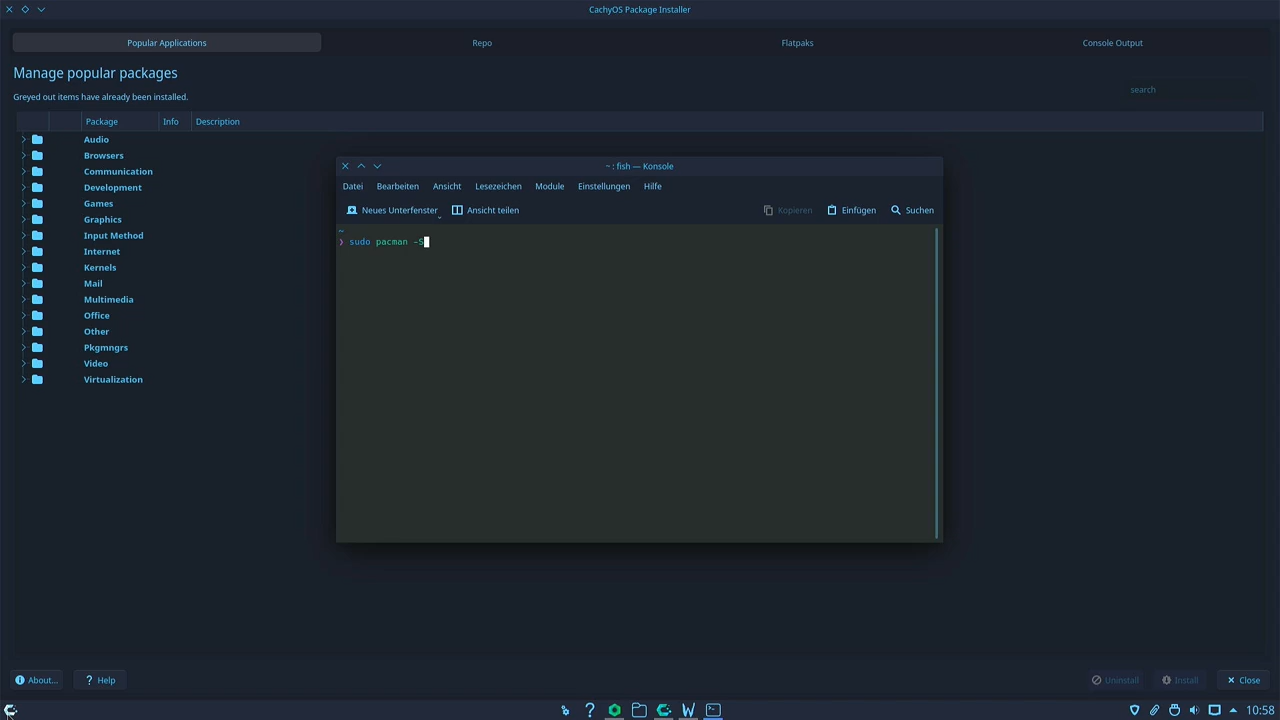 CachyOS Package Installer
Popular Applications Repo Flatpaks Console Output
Manage popular packages
search
Greyed out items have already been installed.
Package Info Description
Audio
Browsers
Communication
Development
Games
Graphics
Input Method
Internet
Kernels
Mail
Multimedia
Office
Other
Pkgmngrs
Video
Virtualization
~ : fish — Konsole
Datei Bearbeiten Ansicht Lesezeichen Module Einstellungen Hilfe
Neues Unterfenster Ansicht teilen Kopieren Einfügen Suchen
~
❯ sudo pacman -S
About... ? Help Uninstall Install Close
10:58